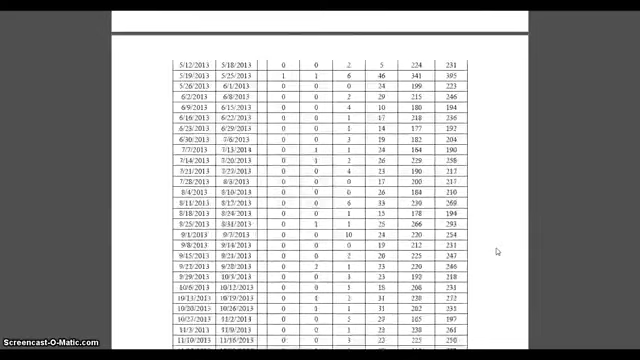 5/12/2013 5/18/2013 0 0 2 5 224 231
5/19/2013 5/25/2013 1 1 6 46 341 395
5/26/2013 6/1/2013 0 0 0 24 199 223
6/2/2013 6/8/2013 0 0 2 29 215 246
6/9/2013 6/15/2013 0 0 4 10 180 194
6/16/2013 6/22/2013 0 0 1 17 218 236
6/23/2013 6/29/2013 0 0 1 14 177 192
6/30/2013 7/6/2013 0 0 3 19 182 204
7/7/2013 7/13/2014 0 1 1 24 164 190
7/14/2013 7/20/2013 0 1 2 26 229 258
7/21/2013 7/27/2013 0 0 4 23 190 217
7/28/2013 8/3/2013 0 0 0 17 200 217
8/4/2013 8/10/2013 0 0 0 26 184 210
8/11/2013 8/17/2013 0 0 6 33 230 269
8/18/2013 8/24/2013 0 0 1 15 178 194
8/25/2013 8/31/2013 0 1 1 25 266 293
9/1/2013 9/7/2013 0 0 10 24 220 254
9/8/2013 9/14/2013 0 0 0 19 212 231
9/15/2013 9/21/2013 0 0 2 20 225 247
9/22/2013 9/28/2013 0 2 1 23 220 246
9/29/2013 10/5/2013 0 0 3 23 192 218
10/6/2013 10/12/2013 0 0 18 231
10/13/2013 10/19/2013 0 31 238 272
10/20/2013 10/26/2013 0 1 1 31 202
10/27/2013 11/2/2013 0 0 27 165 197
11/3/2013 11/9/2013 0 0 1 22 238 261
11/10/2013 11/16/2013 0 0 3 22 225 250
Screencast-O-Matic.com